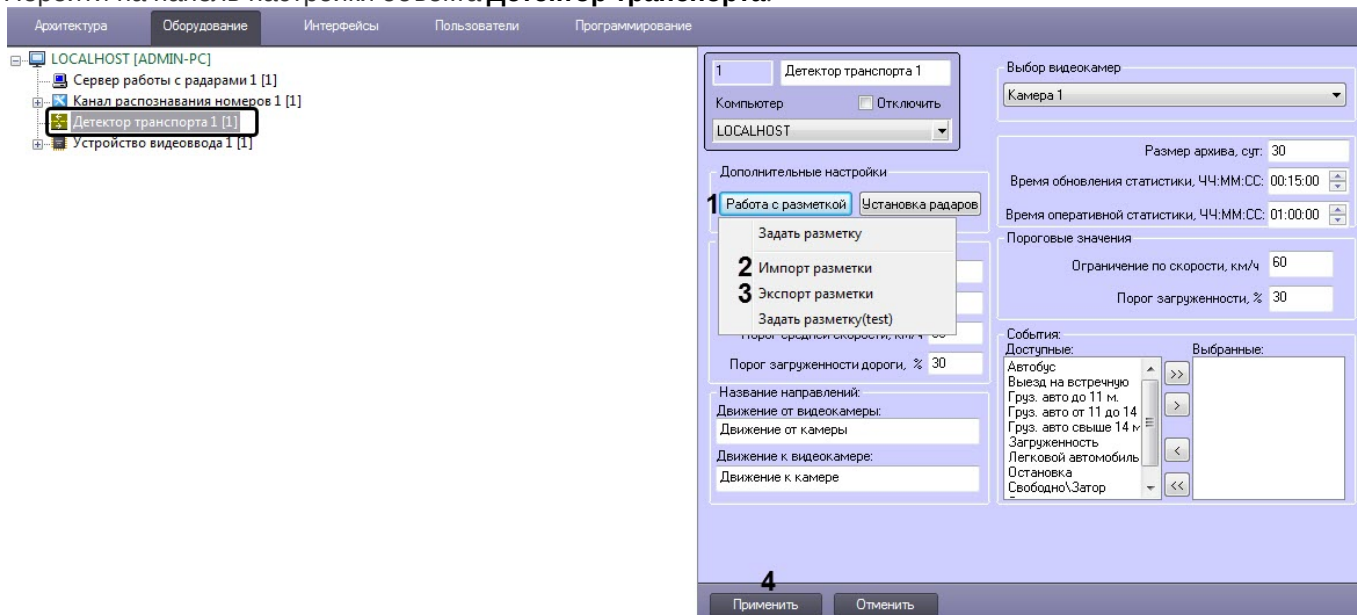 Перейти на панель настройки объекта Детектор транспорта.
Архитектура Оборудование Интерфейсы Пользователи Программирование
LOCALHOST [ADMIN-PC]
Сервер работы с радарами 1 [1]
Канал распознавания номеров 1 [1]
Детектор транспорта 1 [1]
Устройство видеоввода 1 [1]
1 Детектор транспорта 1
Компьютер Отключить
LOCALHOST
Дополнительные настройки
1 Работа с разметкой Установка радаров
Задать разметку
2 Импорт разметки
3 Экспорт разметки
Задать разметку(test)
Порог средней скорости, км/ч
Порог загруженности дороги, % 30
Название направлений:
Движение от видеокамеры:
Движение от камеры
Движение к видеокамере:
Движение к камере
Выбор видеокамер
Камера 1
Размер архива, сут: 30
Время обновления статистики, ЧЧ:ММ:СС: 00:15:00
Время оперативной статистики, ЧЧ:ММ:СС: 01:00:00
Пороговые значения
Ограничение по скорости, км/ч 60
Порог загруженности, % 30
События:
Доступные: Выбранные:
Автобус
Выезд на встречную
Груз. авто до 11 м.
Груз. авто от 11 до 14
Груз. авто свыше 14 м
Загруженность
Легковой автомобиль
Остановка
Свободно\Затор
>>
>
<
<<
4
Применить Отменить